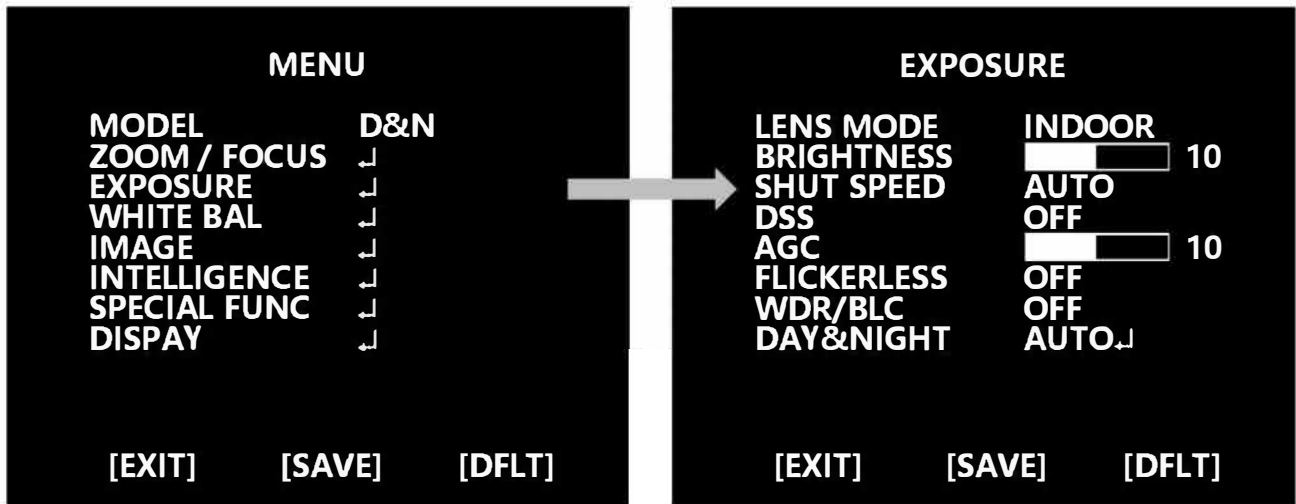 MENU
MODEL D&N
ZOOM / FOCUS ↲
EXPOSURE ↲
WHITE BAL ↲
IMAGE ↲
INTELLIGENCE ↲
SPECIAL FUNC ↲
DISPAY ↲
[EXIT] [SAVE] [DFLT]
EXPOSURE
LENS MODE INDOOR
BRIGHTNESS 10
SHUT SPEED AUTO
DSS OFF
AGC 10
FLICKERLESS OFF
WDR/BLC OFF
DAY&NIGHT AUTO↲
[EXIT] [SAVE] [DFLT]